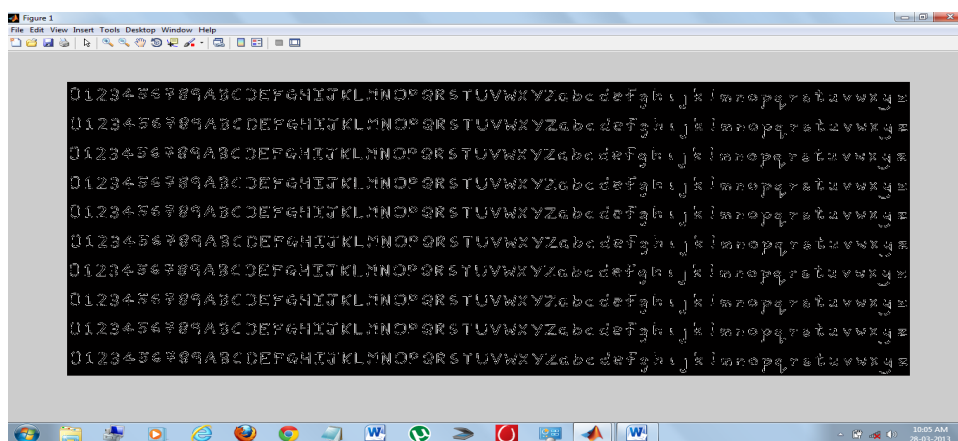 Figure 1
File Edit View Insert Tools Desktop Window Help
0123456789ABCDEFGHIJKLMNOPQRSTUVWXYZabcdefghijklmnopqrstuvwxyz
0123456789ABCDEFGHIJKLMNOPQRSTUVWXYZabcdefghijklmnopqrstuvwxyz
0123456789ABCDEFGHIJKLMNOPQRSTUVWXYZabcdefghijklmnopqrstuvwxyz
0123456789ABCDEFGHIJKLMNOPQRSTUVWXYZabcdefghijklmnopqrstuvwxyz
0123456789ABCDEFGHIJKLMNOPQRSTUVWXYZabcdefghijklmnopqrstuvwxyz
0123456789ABCDEFGHIJKLMNOPQRSTUVWXYZabcdefghijklmnopqrstuvwxyz
0123456789ABCDEFGHIJKLMNOPQRSTUVWXYZabcdefghijklmnopqrstuvwxyz
0123456789ABCDEFGHIJKLMNOPQRSTUVWXYZabcdefghijklmnopqrstuvwxyz
0123456789ABCDEFGHIJKLMNOPQRSTUVWXYZabcdefghijklmnopqrstuvwxyz
0123456789ABCDEFGHIJKLMNOPQRSTUVWXYZabcdefghijklmnopqrstuvwxyz
10:05 AM
28-03-2013